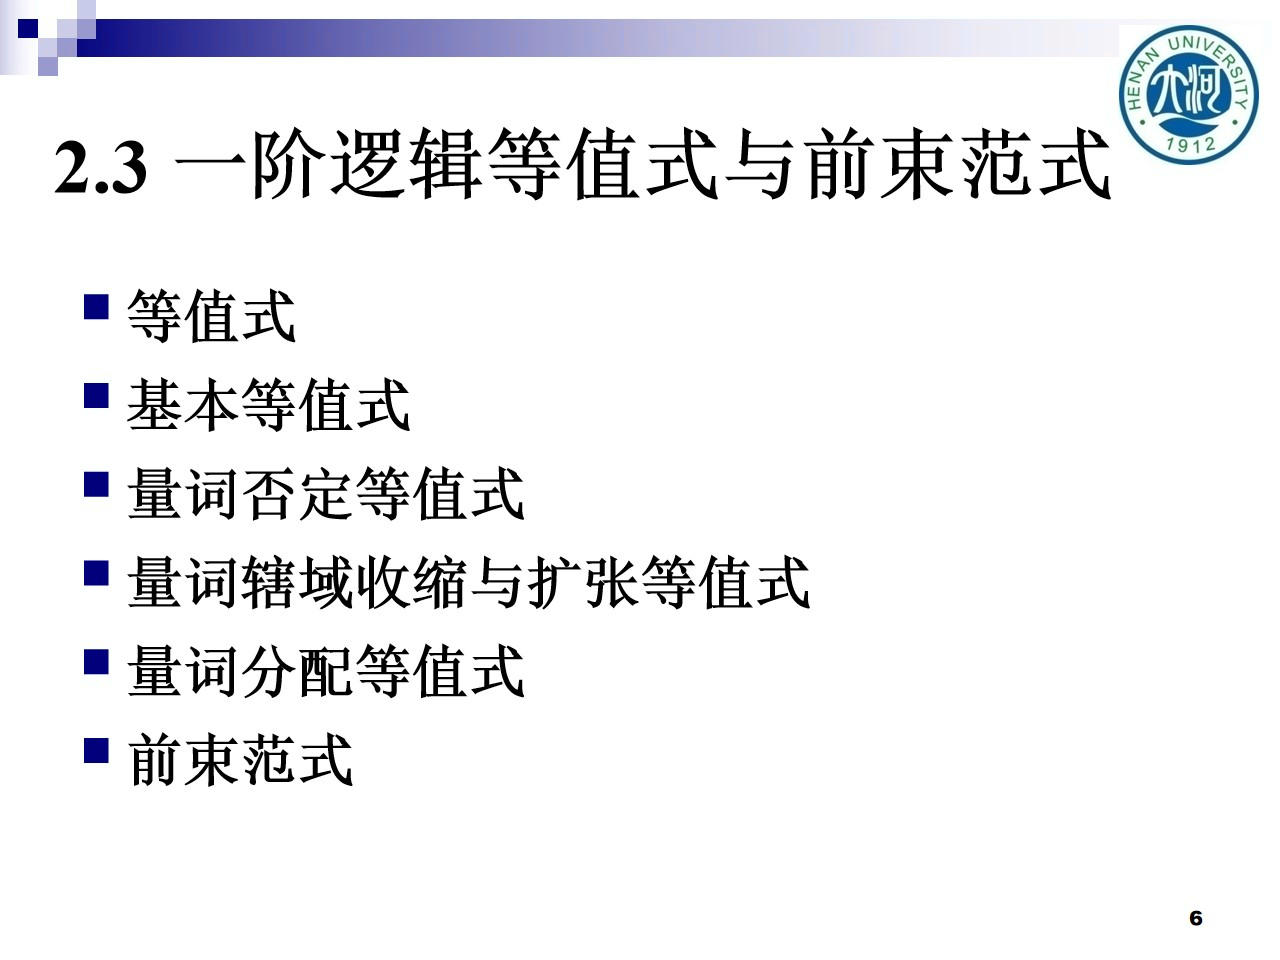 HENAN UNIVERSITY
1912
2.3 一阶逻辑等值式与前束范式
等值式
基本等值式
量词否定等值式
量词辖域收缩与扩张等值式
量词分配等值式
前束范式
6